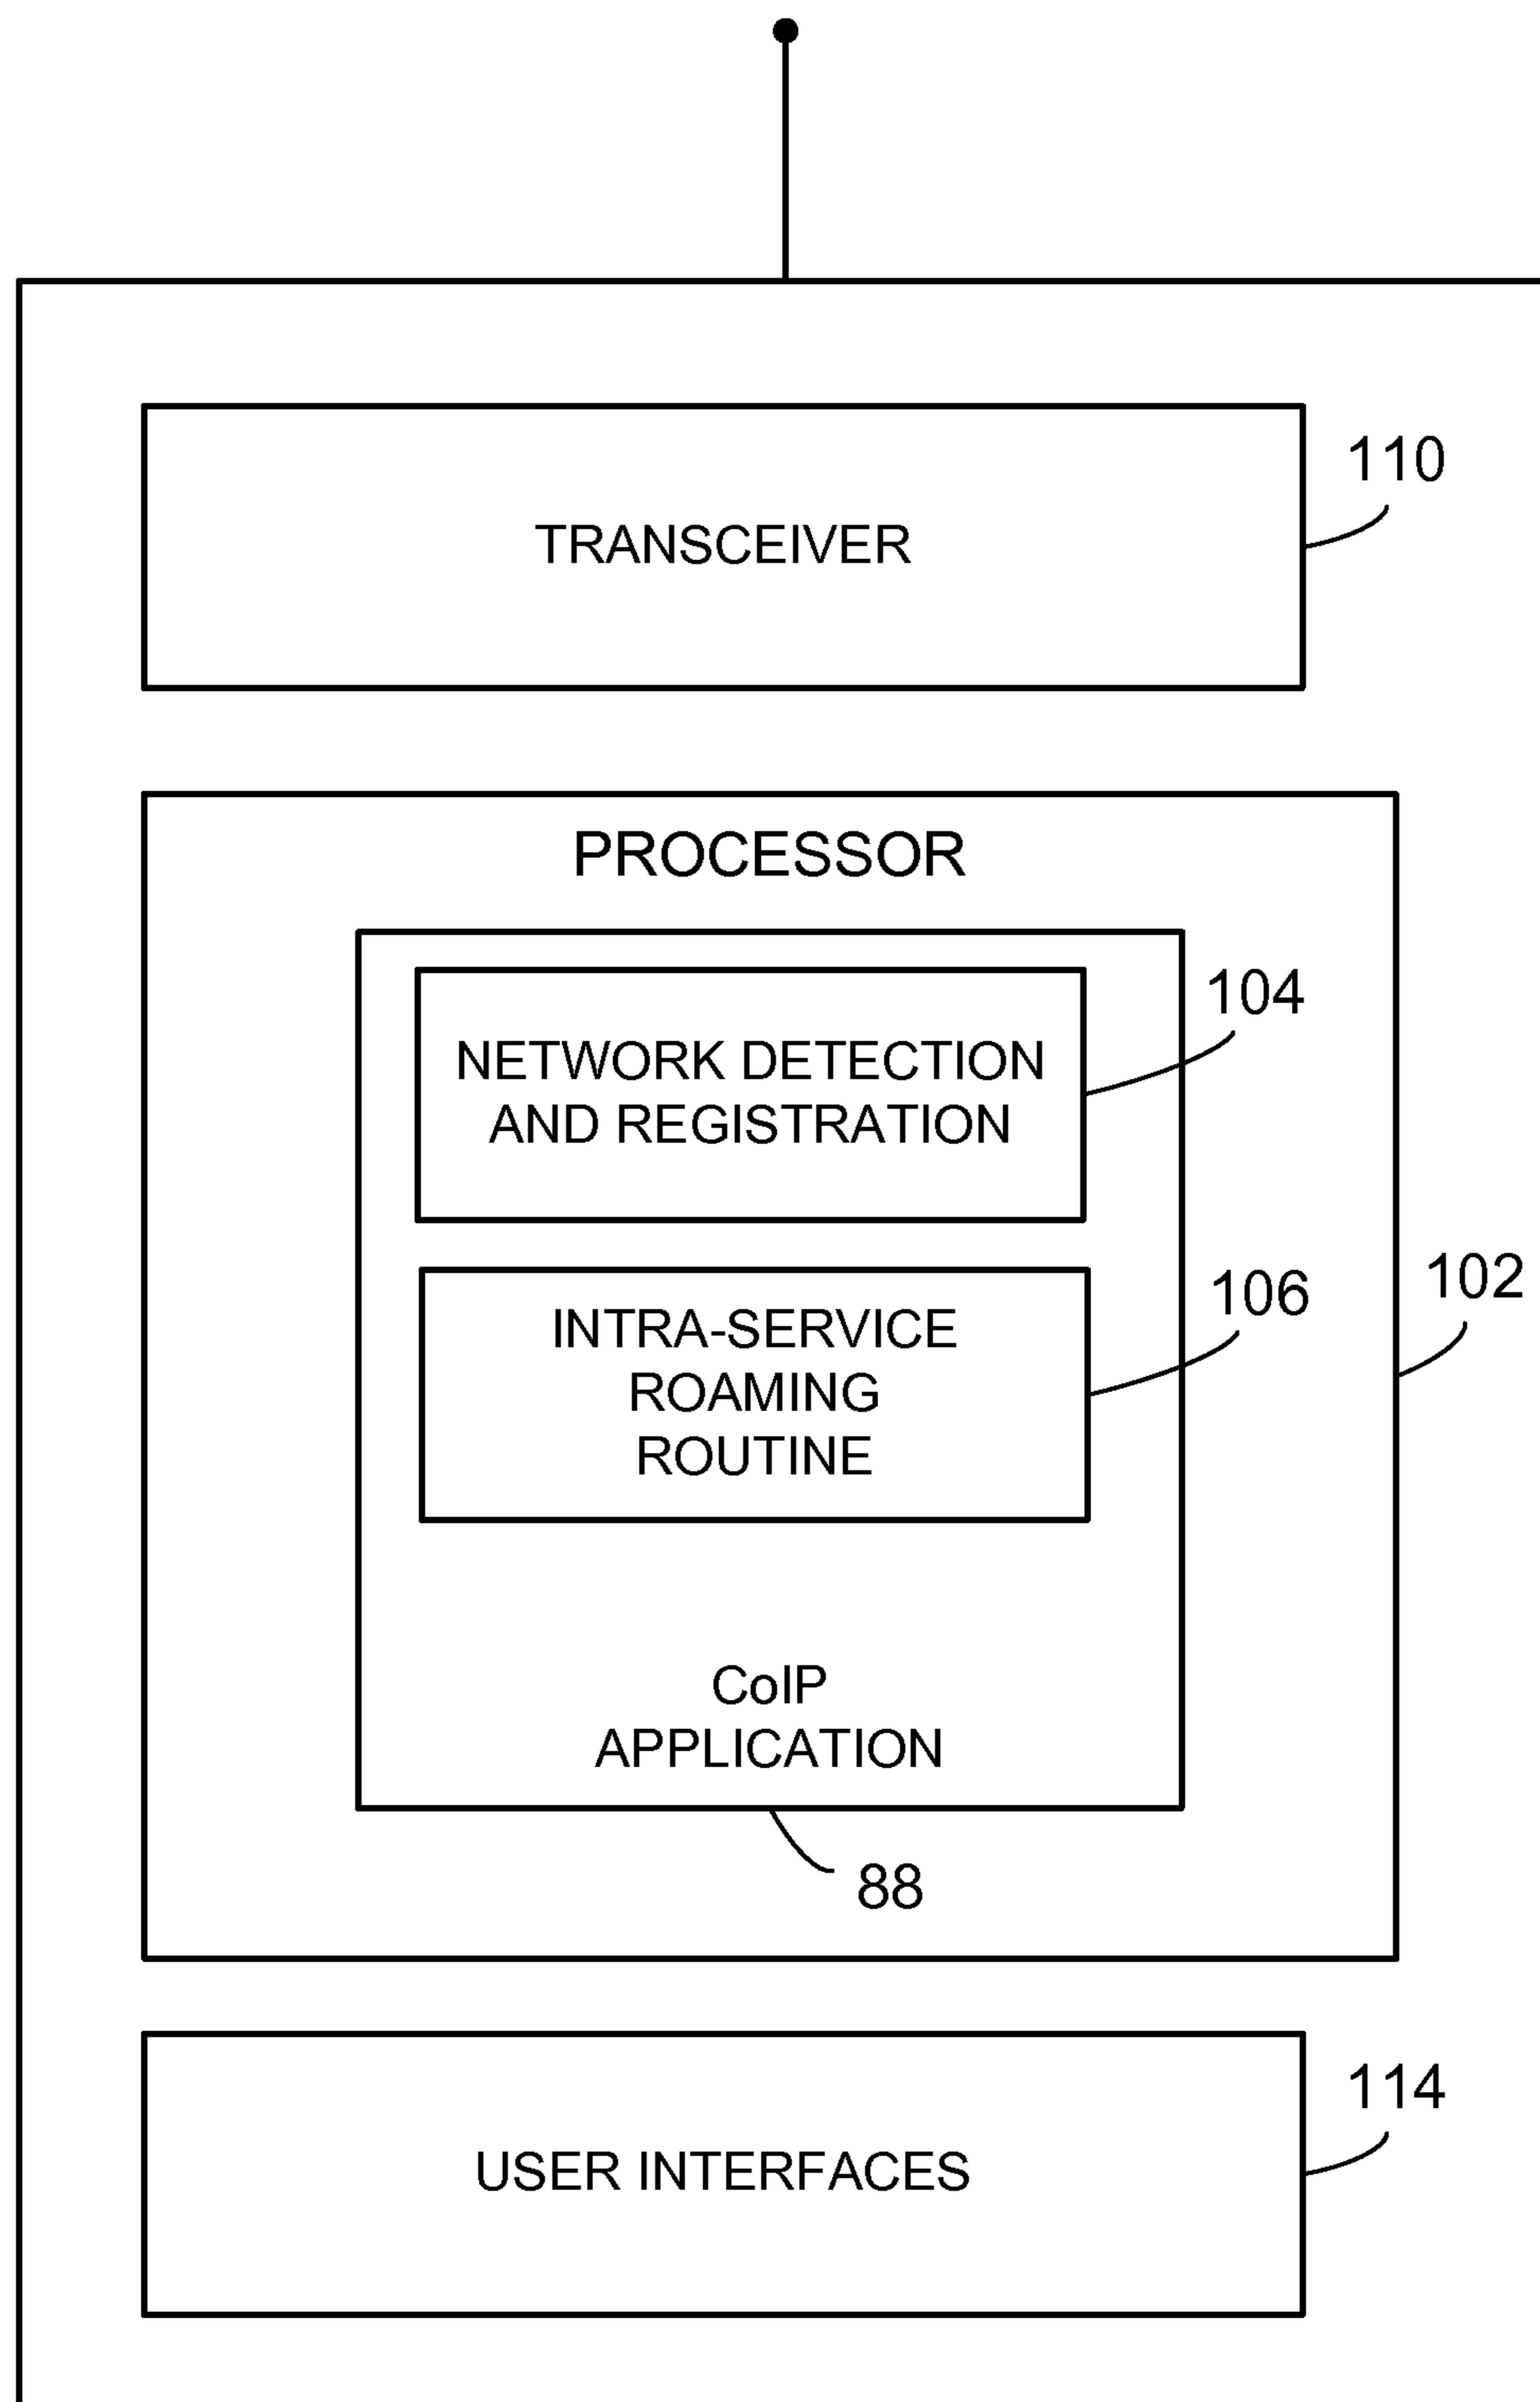 110
TRANSCEIVER
PROCESSOR
104
NETWORK DETECTION
AND REGISTRATION
102
106
INTRA-SERVICE
ROAMING
ROUTINE
CoIP
APPLICATION
88
114
USER INTERFACES